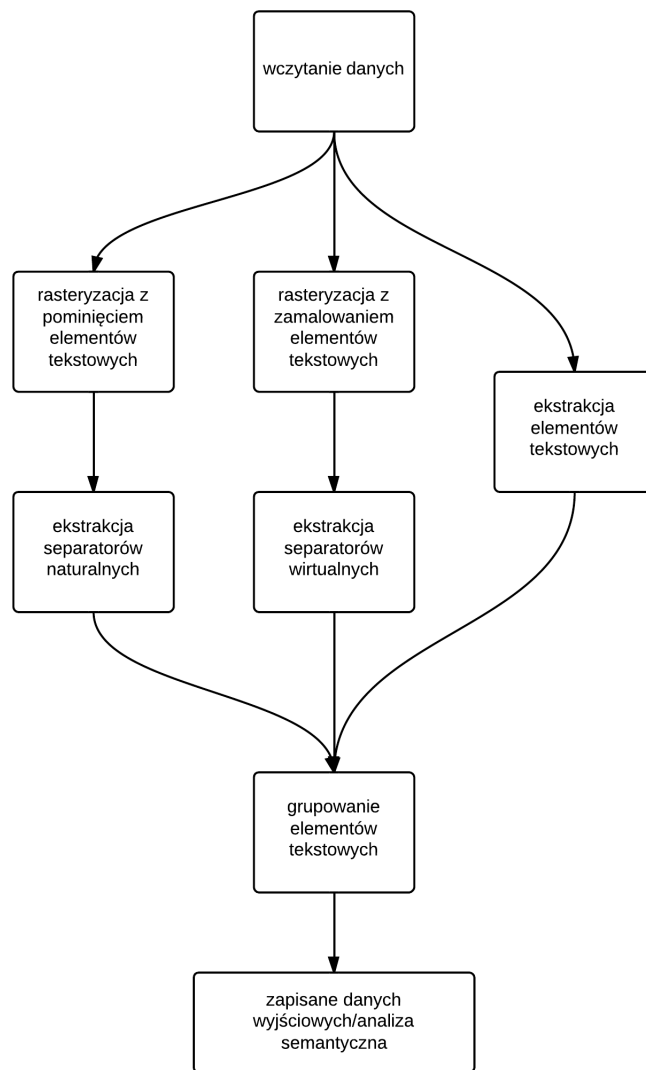 wczytanie danych
rasteryzacja z
pominięciem
elementów
tekstowych
rasteryzacja z
zamalowaniem
elementów
tekstowych
ekstrakcja
elementów
tekstowych
ekstrakcja
separatorów
naturalnych
ekstrakcja
separatorów
wirtualnych
grupowanie
elementów
tekstowych
zapisane danych
wyjściowych/analiza
semantyczna